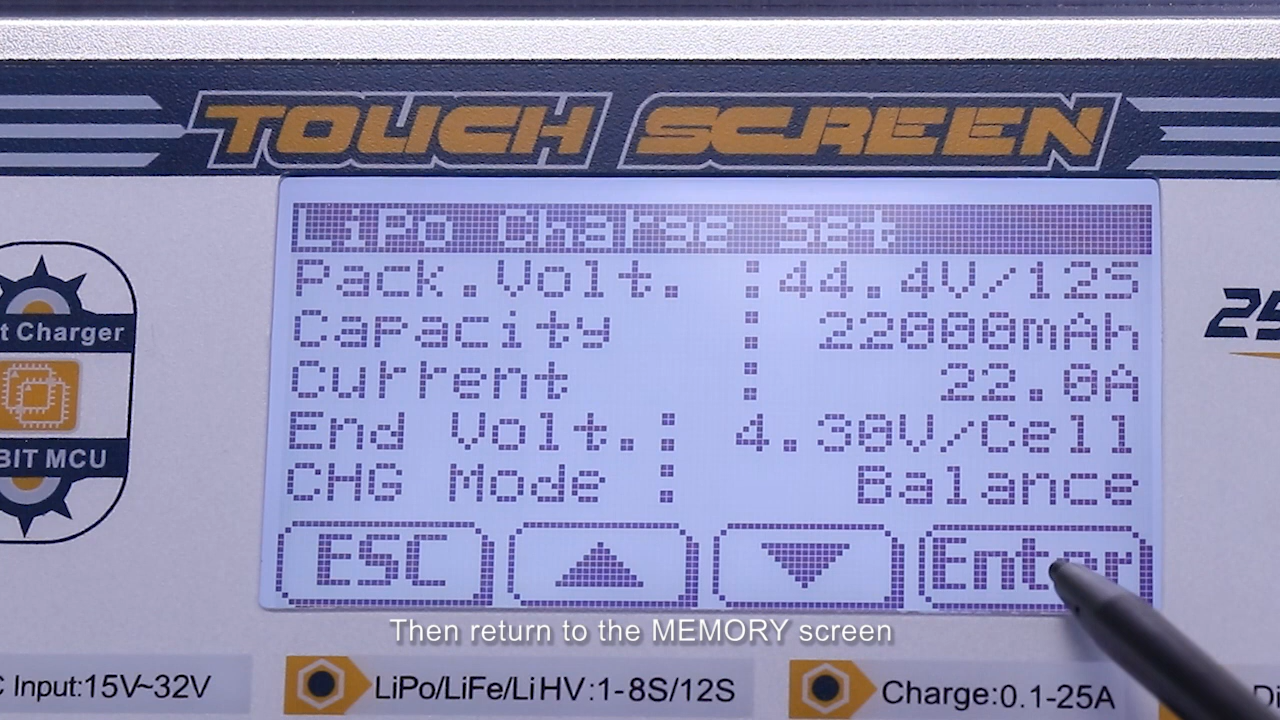 TOUCH SCREEN
LiPo Charge Set
Pack.Volt. :44.4V/12S
Capacity : 22000mAh
Current : 22.0A
End Volt.: 4.30V/Cell
CHG Mode : Balance
ESC ▲ ▼ Enter
t Charger
BIT MCU
25
Then return to the MEMORY screen
C Input:15V~32V
LiPo/LiFe/LiHV:1-8S/12S
Charge:0.1-25A
Di